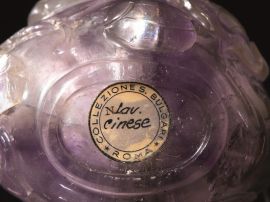 COLLEZIONE S. BULGARI
Lav.
cinese
ROMA